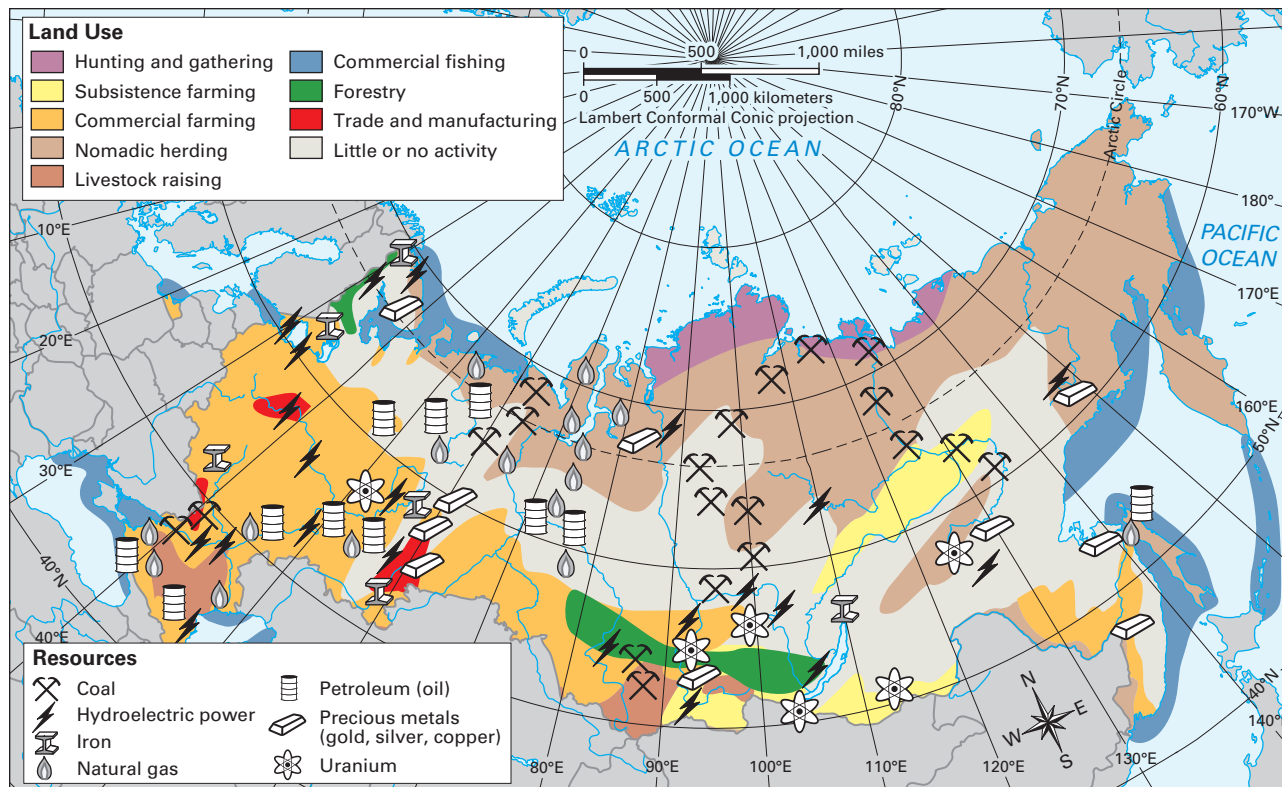 Land Use
Hunting and gathering
Subsistence farming
Commercial farming
Nomadic herding
Livestock raising
Commercial fishing
Forestry
Trade and manufacturing
Little or no activity
0 500 1,000 miles
0 500 1,000 kilometers
Lambert Conformal Conic projection
ARCTIC OCEAN
80°N
70°N
Arctic Circle
60°N
170°W
180°
PACIFIC
OCEAN
170°E
160°E
50°N
10°E
20°E
30°E
40°N
40°E
40°N
140°E
130°E
120°E
110°E
100°E
90°E
80°E
N
W E
S
Resources
Coal
Hydroelectric power
Iron
Natural gas
Petroleum (oil)
Precious metals
(gold, silver, copper)
Uranium